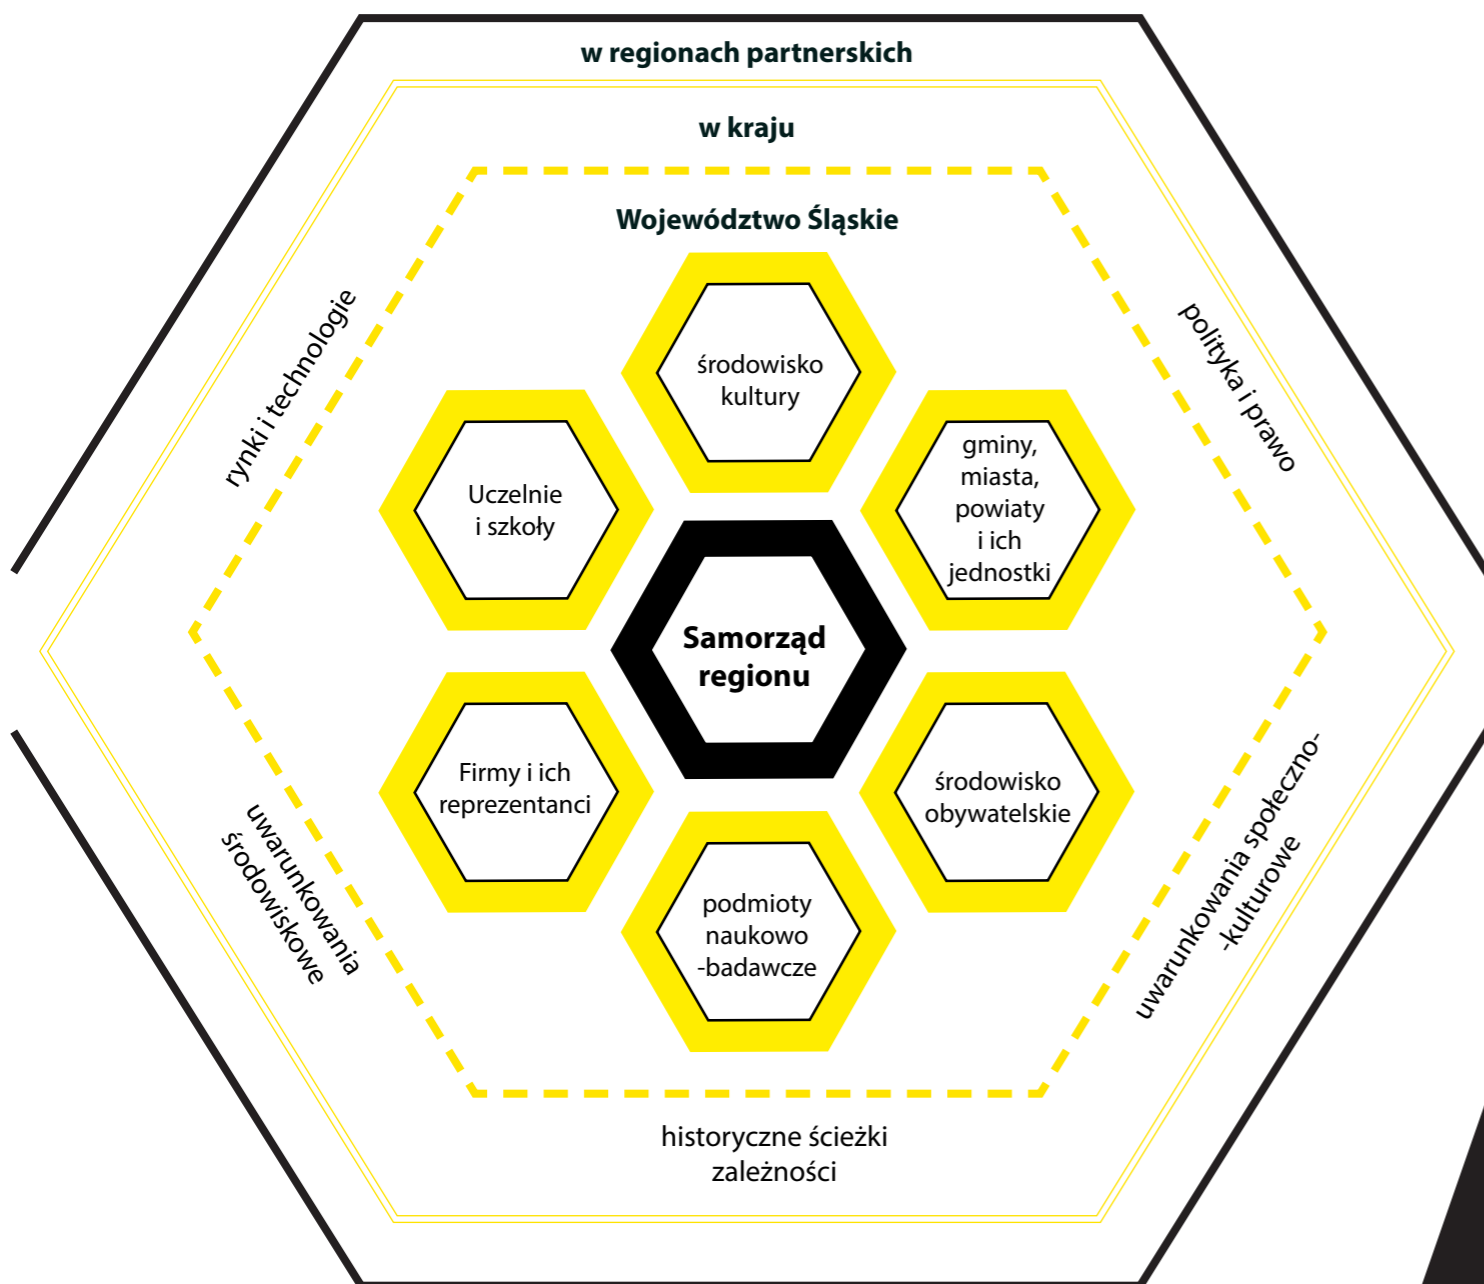 w regionach partnerskich
w kraju
Województwo Śląskie
rynki i technologie
polityka i prawo
środowisko
kultury
Uczelnie
i szkoły
gminy,
miasta,
powiaty
i ich
jednostki
Samorząd
regionu
Firmy i ich
reprezentanci
środowisko
obywatelskie
podmioty
naukowo
-badawcze
uwarunkowania
środowiskowe
uwarunkowania społeczno-
-kulturowe
historyczne ścieżki
zależności